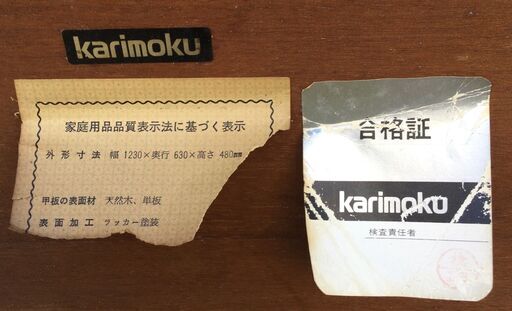 karimoku
家庭用品品質表示法に基づく表示
外形寸法 幅 1230×奥行 630×高さ 480mm
甲板の表面材 天然木、単板
表面加工 ラッカー塗装
合格証
karimoku
検査責任者